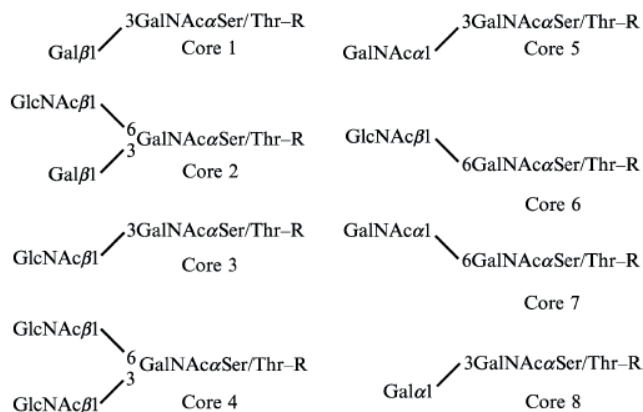 3GalNAcαSer/Thr–R
Galβ1
Core 1
GlcNAcβ1
6
GalNAcαSer/Thr–R
3
Galβ1
Core 2
3GalNAcαSer/Thr–R
GlcNAcβ1
Core 3
GlcNAcβ1
6
GalNAcαSer/Thr–R
3
GlcNAcβ1
Core 4
3GalNAcαSer/Thr–R
GalNAcα1
Core 5
GlcNAcβ1
6GalNAcαSer/Thr–R
Core 6
GalNAcα1
6GalNAcαSer/Thr–R
Core 7
3GalNAcαSer/Thr–R
Galα1
Core 8